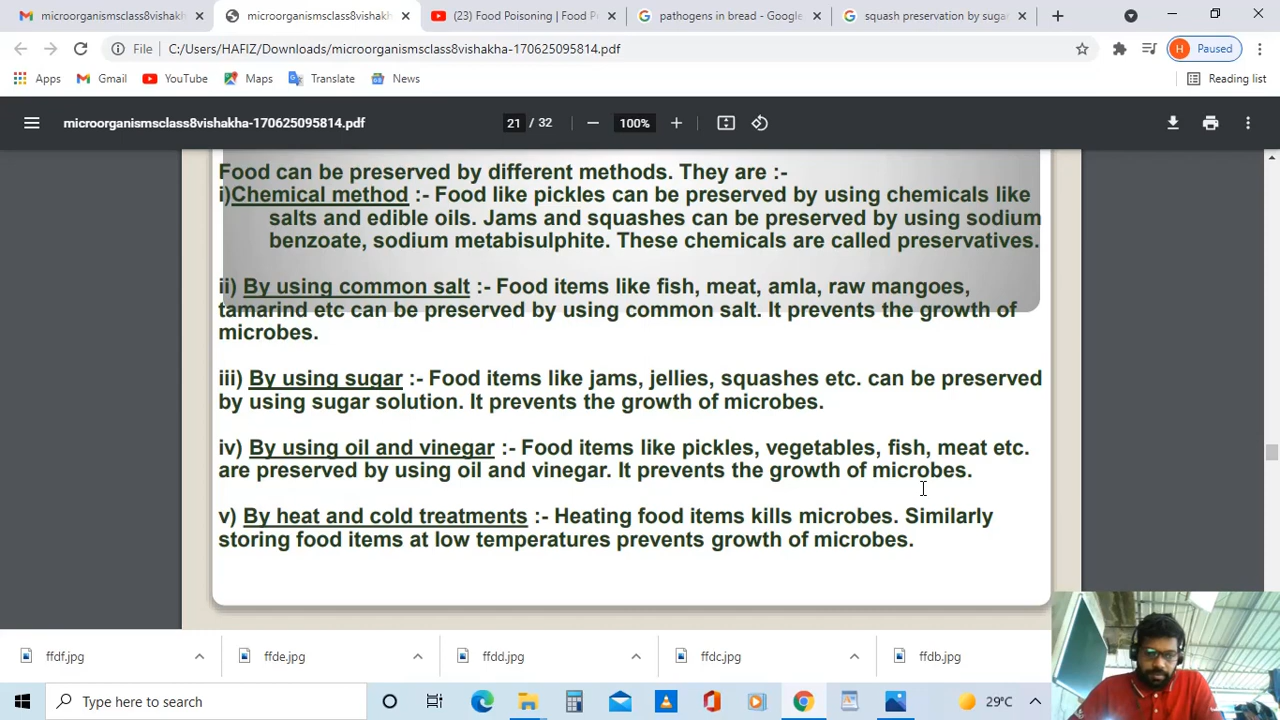 microorganismsclass8vishakh
microorganismsclass8vishakh
(23) Food Poisoning | Food P
pathogens in bread - Google
squash preservation by suga
File
C:/Users/HAFIZ/Downloads/microorganismsclass8vishakha-170625095814.pdf
H Paused
Apps
Gmail
YouTube
Maps
Translate
News
Reading list
microorganismsclass8vishakha-170625095814.pdf
21 / 32
100%
Food can be preserved by different methods. They are :-
i)Chemical method :- Food like pickles can be preserved by using chemicals like
salts and edible oils. Jams and squashes can be preserved by using sodium
benzoate, sodium metabisulphite. These chemicals are called preservatives.
ii) By using common salt :- Food items like fish, meat, amla, raw mangoes,
tamarind etc can be preserved by using common salt. It prevents the growth of
microbes.
iii) By using sugar :- Food items like jams, jellies, squashes etc. can be preserved
by using sugar solution. It prevents the growth of microbes.
iv) By using oil and vinegar :- Food items like pickles, vegetables, fish, meat etc.
are preserved by using oil and vinegar. It prevents the growth of microbes.
v) By heat and cold treatments :- Heating food items kills microbes. Similarly
storing food items at low temperatures prevents growth of microbes.
ffdf.jpg
ffde.jpg
ffdd.jpg
ffdc.jpg
ffdb.jpg
Type here to search
29°C